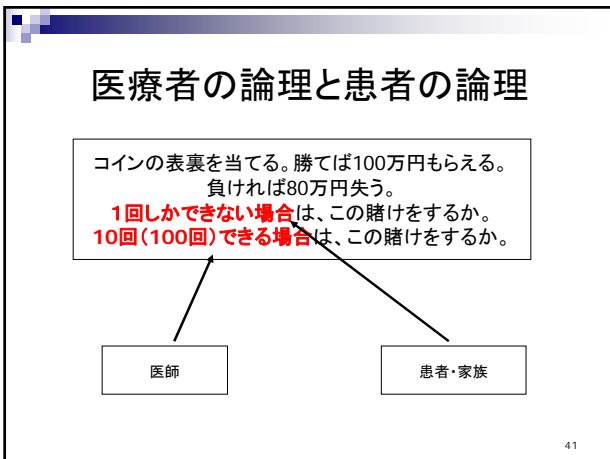 医療者の論理と患者の論理
コインの表裏を当てる。勝てば100万円もらえる。
負ければ80万円失う。
1回しかできない場合は、この賭けをするか。
10回(100回)できる場合は、この賭けをするか。
医師
患者・家族
41